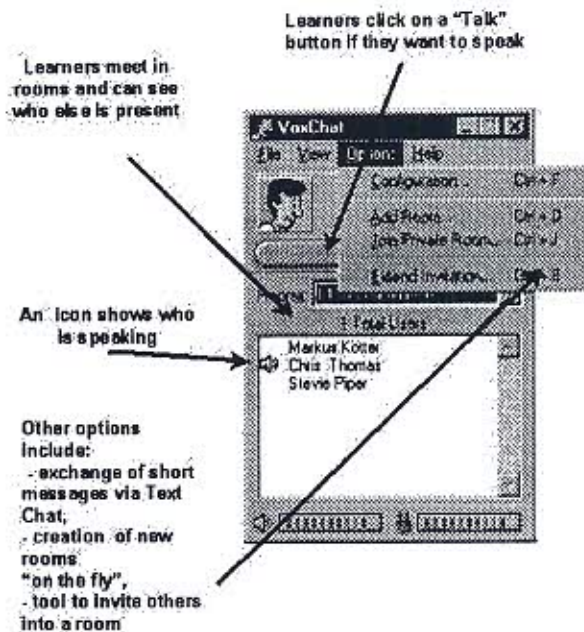 Learners click on a "Talk"
button if they want to speak
Learners meet in
rooms and can see
who else is present
VoxChat
File View Options Help
Configuration... Ctrl + F
Add Room... Ctrl + D
Join Private Room... Ctrl + J
Extend Invitation...
Total Users
An icon shows who
is speaking
Markus Kötter
Chris Thomas
Stevie Piper
Other options
include:
- exchange of short
messages via Text
Chat;
- creation of new
rooms
"on the fly",
- tool to invite others
into a room